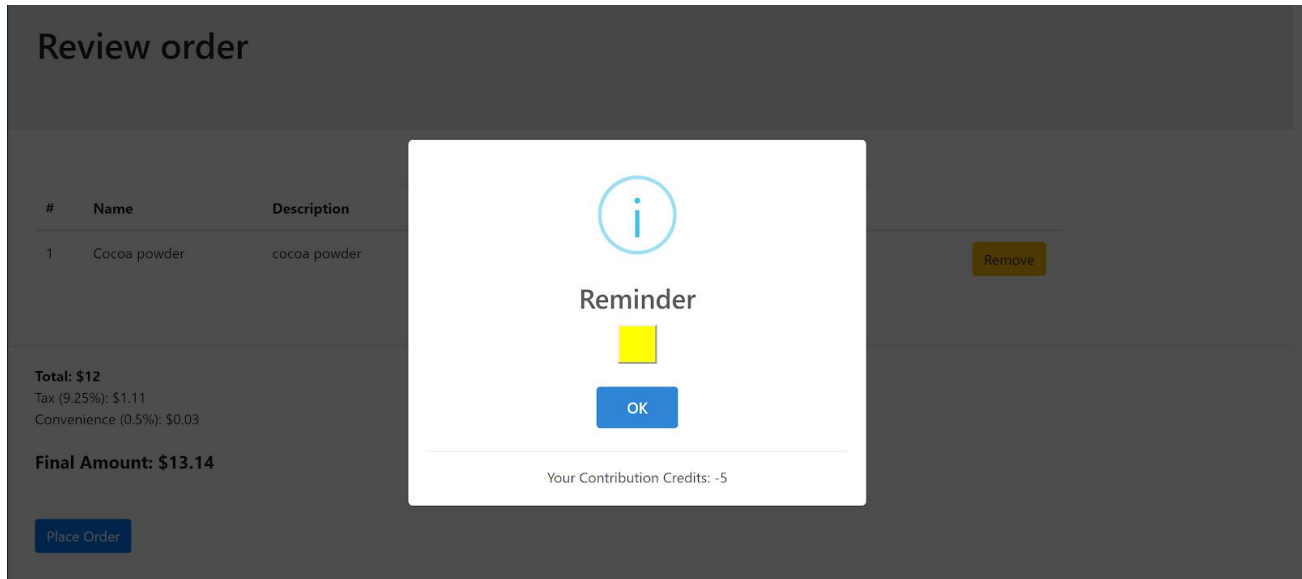 Review order
# Name Description
1 Cocoa powder cocoa powder Remove
Total: $12
Tax (9.25%): $1.11
Convenience (0.5%): $0.03
Final Amount: $13.14
Place Order
i
Reminder
OK
Your Contribution Credits: -5